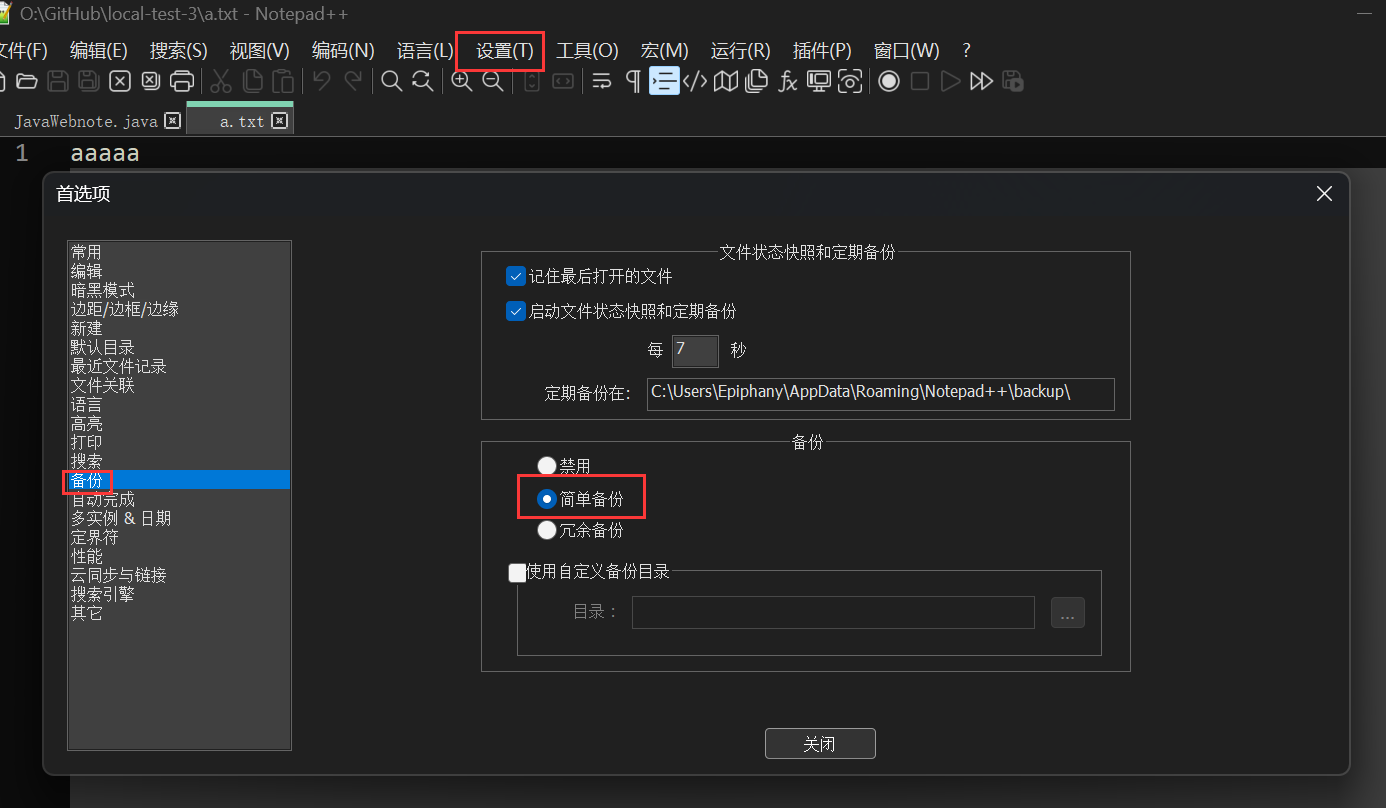 O:\GitHub\local-test-3\a.txt - Notepad++
文件(F) 编辑(E) 搜索(S) 视图(V) 编码(N) 语言(L) 设置(T) 工具(O) 宏(M) 运行(R) 插件(P) 窗口(W) ?
JavaWebnote.java a.txt
1 aaaaa
首选项
常用
编辑
暗黑模式
边距/边框/边缘
新建
默认目录
最近文件记录
文件关联
语言
高亮
打印
搜索
备份
自动完成
多实例 & 日期
定界符
性能
云同步与链接
搜索引擎
其它
文件状态快照和定期备份
记住最后打开的文件
启动文件状态快照和定期备份
每 7 秒
定期备份在: C:\Users\Epiphany\AppData\Roaming\Notepad++\backup\
备份
禁用
简单备份
冗余备份
使用自定义备份目录
目录： ...
关闭